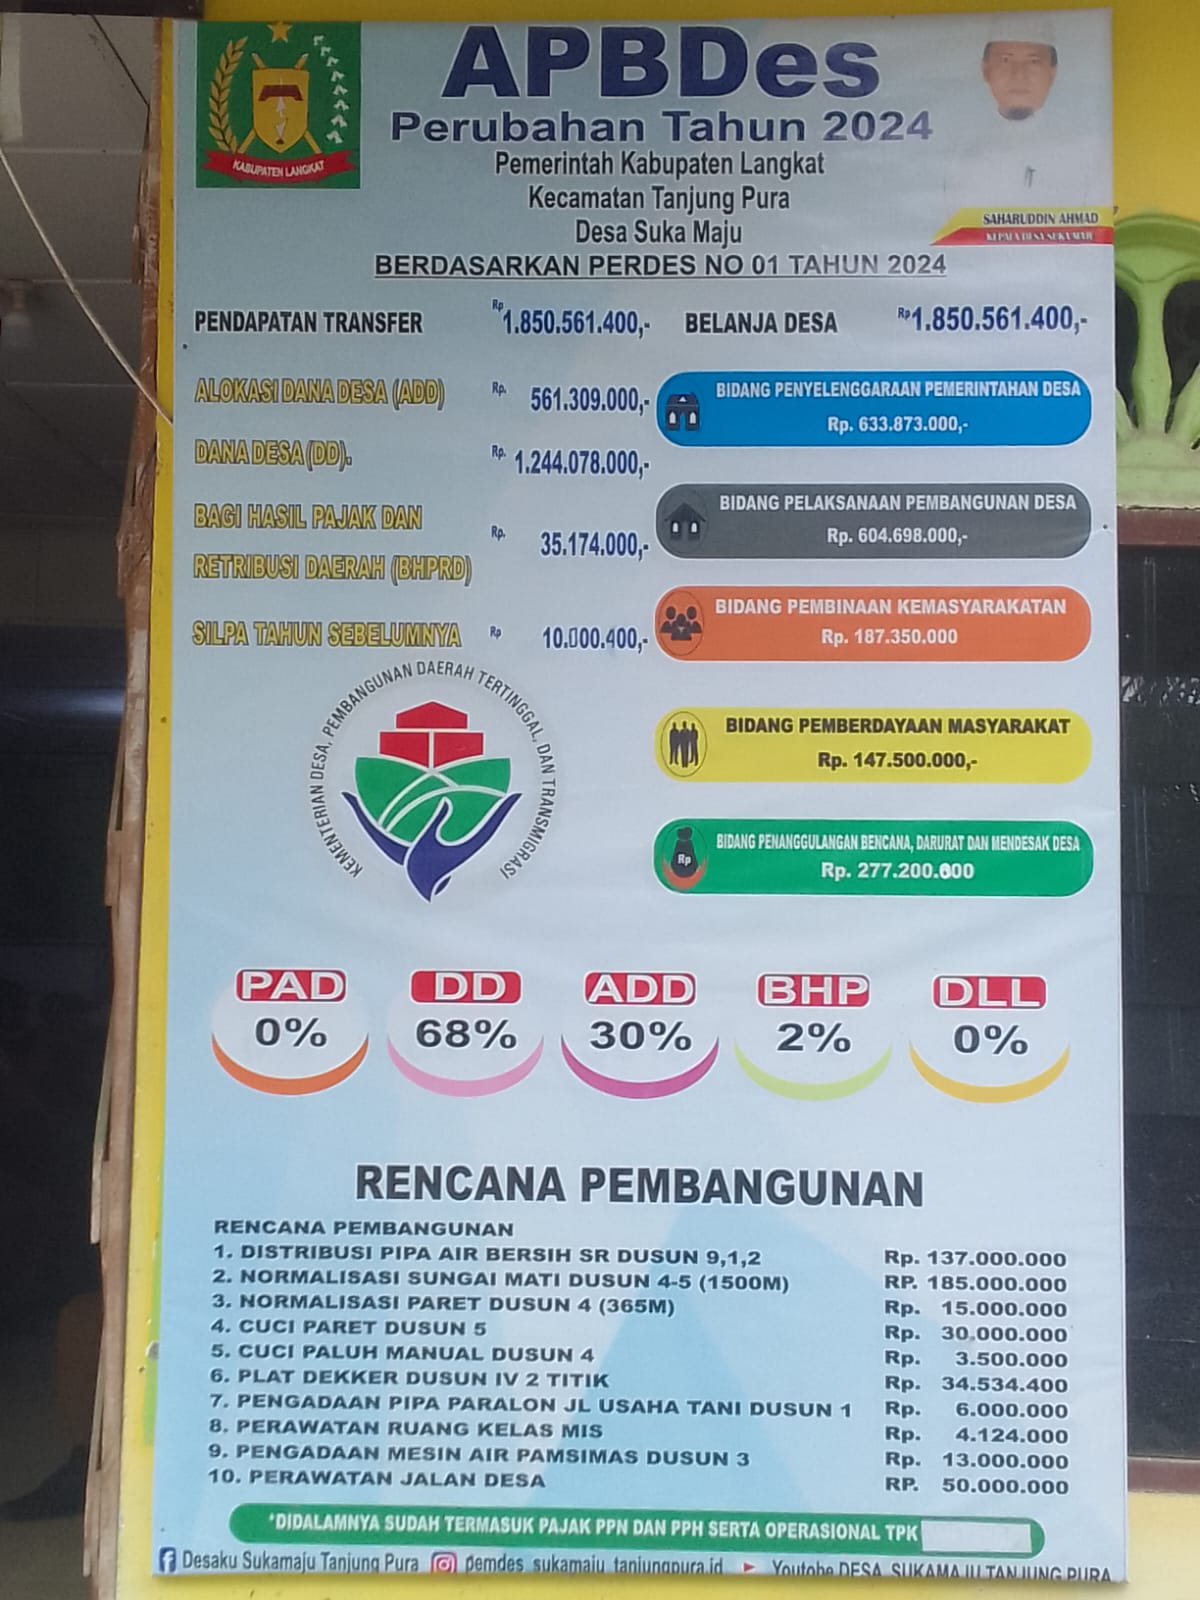 KABUPATEN LANGKAT
APBDes
Perubahan Tahun 2024
Pemerintah Kabupaten Langkat
Kecamatan Tanjung Pura
Desa Suka Maju
BERDASARKAN PERDES NO 01 TAHUN 2024
SAHARUDDIN AHMAD
KEPALA DESA SUKA MAJU
PENDAPATAN TRANSFER Rp 1.850.561.400,-
ALOKASI DANA DESA (ADD) Rp. 561.309.000,-
DANA DESA (DD). Rp. 1.244.078.000,-
BAGI HASIL PAJAK DAN
RETRIBUSI DAERAH (BHPRD) Rp. 35.174.000,-
SILPA TAHUN SEBELUMNYA Rp 10.000.400,-
BELANJA DESA Rp 1.850.561.400,-
BIDANG PENYELENGGARAAN PEMERINTAHAN DESA
Rp. 633.873.000,-
BIDANG PELAKSANAAN PEMBANGUNAN DESA
Rp. 604.698.000,-
BIDANG PEMBINAAN KEMASYARAKATAN
Rp. 187.350.000
BIDANG PEMBERDAYAAN MASYARAKAT
Rp. 147.500.000,-
BIDANG PENANGGULANGAN BENCANA, DARURAT DAN MENDESAK DESA
Rp
Rp. 277.200.000
KEMENTERIAN DESA, PEMBANGUNAN DAERAH TERTINGGAL, DAN TRANSMIGRASI
PAD DD ADD BHP DLL
0% 68% 30% 2% 0%
RENCANA PEMBANGUNAN
RENCANA PEMBANGUNAN
1. DISTRIBUSI PIPA AIR BERSIH SR DUSUN 9,1,2 Rp. 137.000.000
2. NORMALISASI SUNGAI MATI DUSUN 4-5 (1500M) RP. 185.000.000
3. NORMALISASI PARET DUSUN 4 (365M) Rp. 15.000.000
4. CUCI PARET DUSUN 5 Rp. 30.000.000
5. CUCI PALUH MANUAL DUSUN 4 Rp. 3.500.000
6. PLAT DEKKER DUSUN IV 2 TITIK Rp. 34.534.400
7. PENGADAAN PIPA PARALON JL USAHA TANI DUSUN 1 Rp. 6.000.000
8. PERAWATAN RUANG KELAS MIS Rp. 4.124.000
9. PENGADAAN MESIN AIR PAMSIMAS DUSUN 3 Rp. 13.000.000
10. PERAWATAN JALAN DESA RP. 50.000.000
*DIDALAMNYA SUDAH TERMASUK PAJAK PPN DAN PPH SERTA OPERASIONAL TPK
Desaku Sukamaju Tanjung Pura pemdes_sukamaju_tanjungpura.id Youtobe DESA SUKAMAJU TANJUNG PURA